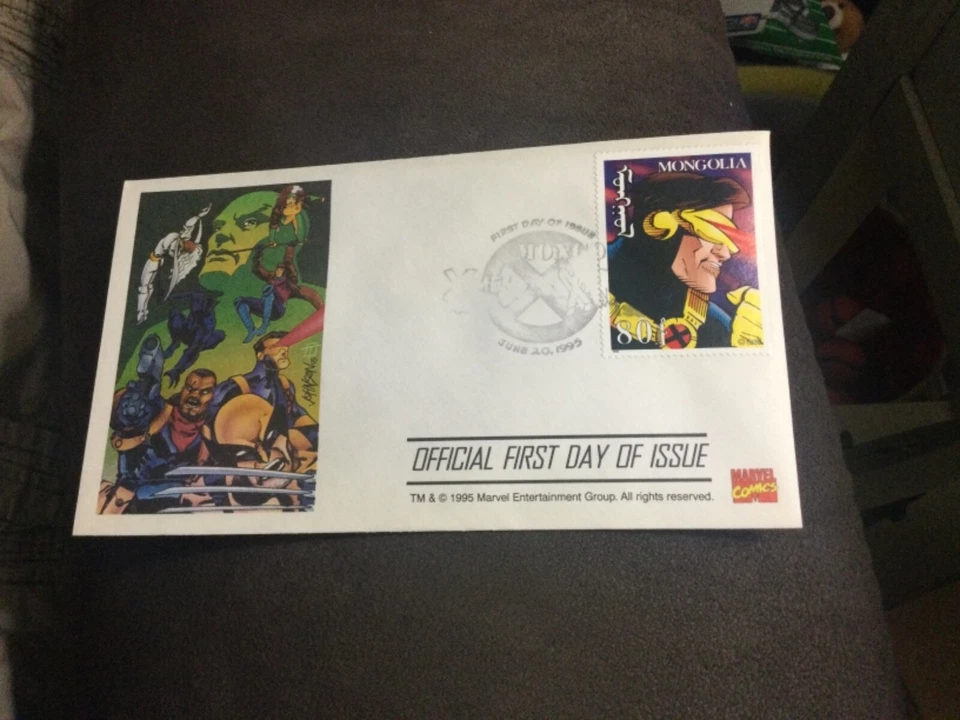 MONGOLIA
80₮
FIRST DAY OF ISSUE
JUNE 20, 1995
OFFICIAL FIRST DAY OF ISSUE
TM & © 1995 Marvel Entertainment Group. All rights reserved.
MARVEL
COMICS